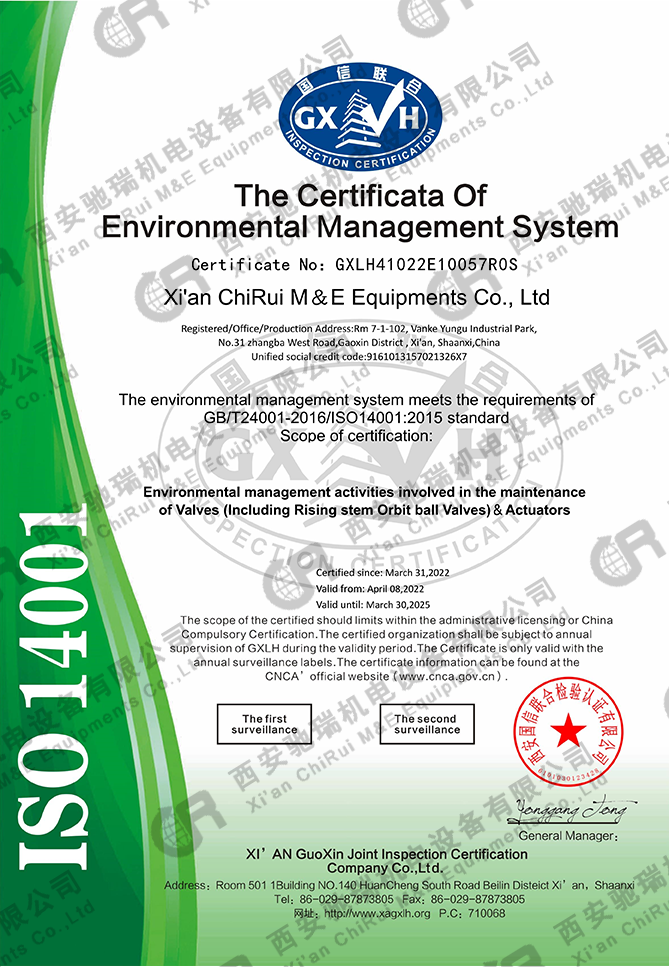 国信联合
GX LH
INSPECTION CERTIFICATION
The Certificata Of
Environmental Management System
Certificate No: GXLH41022E10057R0S
Xi'an ChiRui M&E Equipments Co., Ltd
Registered/Office/Production Address:Rm 7-1-102, Vanke Yungu Industrial Park,
No.31 zhangba West Road,Gaoxin District , Xi'an, Shaanxi,China
Unified social credit code:9161013157021326X7
The environmental management system meets the requirements of
GB/T24001-2016/ISO14001:2015 standard
Scope of certification:
Environmental management activities involved in the maintenance
of Valves (Including Rising stem Orbit ball Valves)& Actuators
Certified since: March 31,2022
Valid from: April 08,2022
Valid until: March 30,2025
The scope of the certified should limits within the administrative licensing or China
Compulsory Certification.The certified organization shall be subject to annual
supervision of GXLH during the validity period.The Certificate is only valid with the
annual surveillance labels.The certificate information can be found at the
CNCA' official website (www.cnca.gov.cn) .
The first
surveillance
The second
surveillance
西安国信联合检验认证有限公司
6101030123428
Yonggang Tong
General Manager:
XI' AN GuoXin Joint Inspection Certification
Company Co.,Ltd.
Address: Room 501 1Building NO.140 HuanCheng South Road Beilin Disteict Xi' an, Shaanxi
Tel: 86-029-87873805 Fax: 86-029-87873805
网址: http://www.xagxlh.org P.C: 710068
ISO 14001
西安驰瑞机电设备有限公司
Xi'an ChiRui M&E Equipments Co.,Ltd